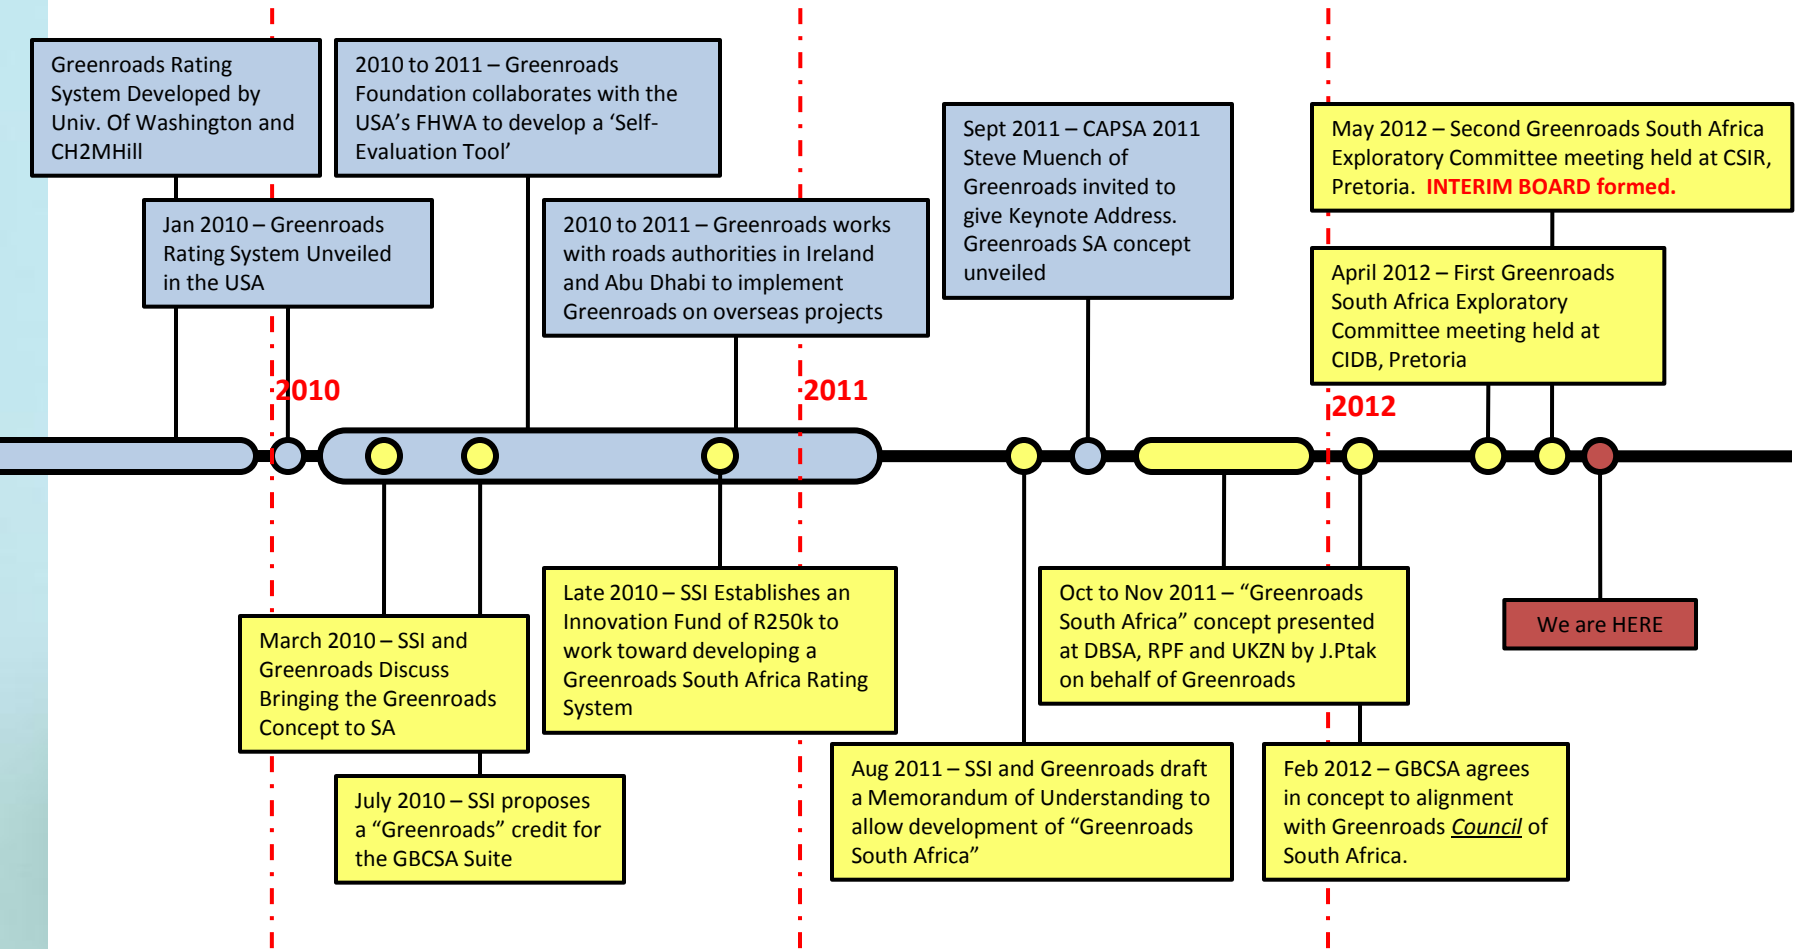 Greenroads Rating
System Developed by
Univ. Of Washington and
CH2MHill
2010 to 2011 – Greenroads
Foundation collaborates with the
USA's FHWA to develop a 'Self-
Evaluation Tool'
Jan 2010 – Greenroads
Rating System Unveiled
in the USA
2010 to 2011 – Greenroads works
with roads authorities in Ireland
and Abu Dhabi to implement
Greenroads on overseas projects
Sept 2011 – CAPSA 2011
Steve Muench of
Greenroads invited to
give Keynote Address.
Greenroads SA concept
unveiled
May 2012 – Second Greenroads South Africa
Exploratory Committee meeting held at CSIR,
Pretoria. INTERIM BOARD formed.
April 2012 – First Greenroads
South Africa Exploratory
Committee meeting held at
CIDB, Pretoria
2010
2011
2012
March 2010 – SSI and
Greenroads Discuss
Bringing the Greenroads
Concept to SA
July 2010 – SSI proposes
a “Greenroads” credit for
the GBCSA Suite
Late 2010 – SSI Establishes an
Innovation Fund of R250k to
work toward developing a
Greenroads South Africa Rating
System
Aug 2011 – SSI and Greenroads draft
a Memorandum of Understanding to
allow development of “Greenroads
South Africa”
Oct to Nov 2011 – “Greenroads
South Africa” concept presented
at DBSA, RPF and UKZN by J.Ptak
on behalf of Greenroads
Feb 2012 – GBCSA agrees
in concept to alignment
with Greenroads Council of
South Africa.
We are HERE